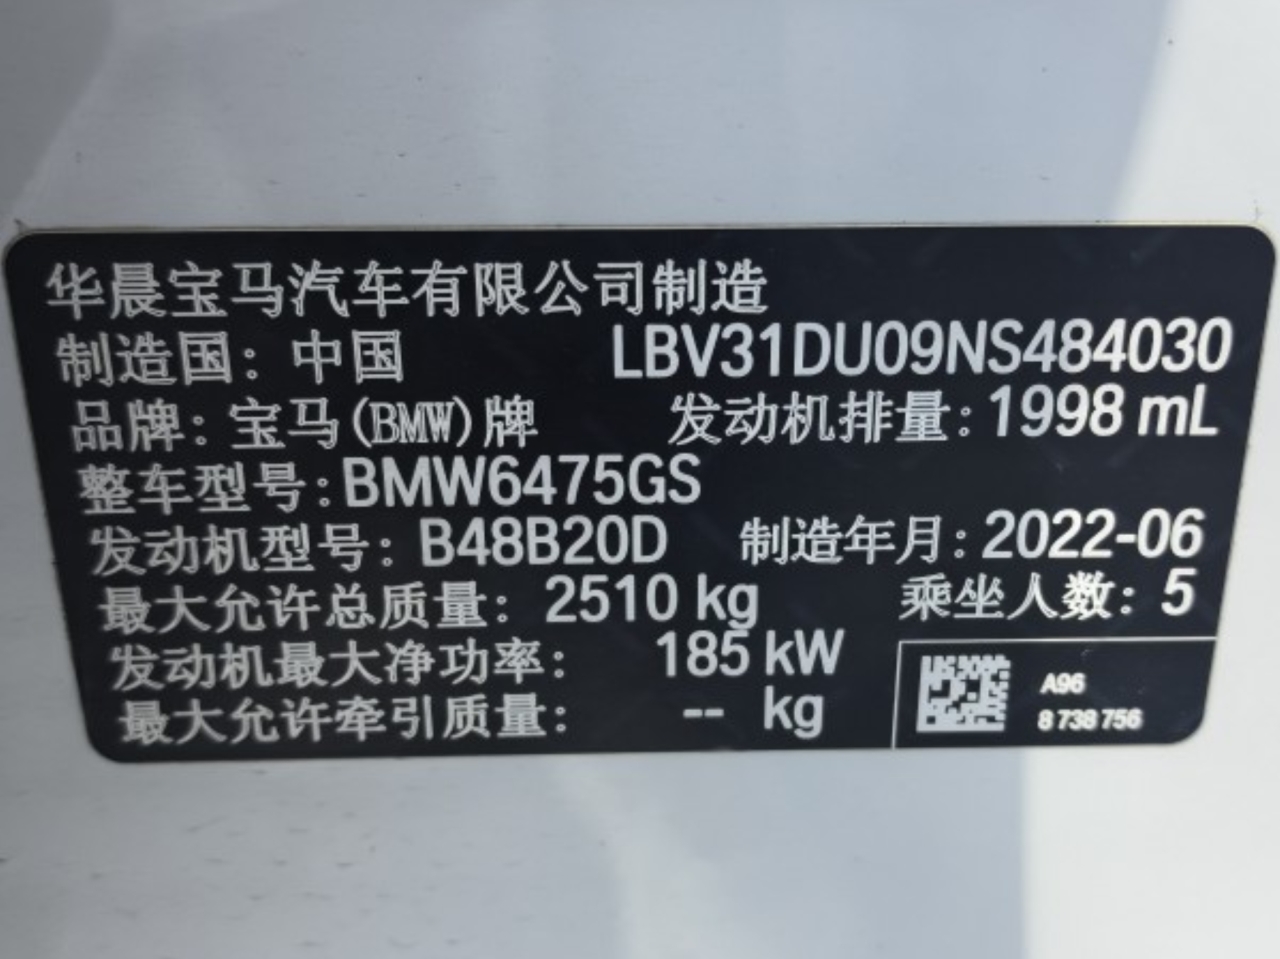 华晨宝马汽车有限公司制造
制造国：中国 LBV31DU09NS484030
品牌：宝马(BMW)牌 发动机排量：1998 mL
整车型号：BMW6475GS
发动机型号：B48B20D 制造年月：2022-06
最大允许总质量：2510 kg 乘坐人数：5
发动机最大净功率：185 kW
最大允许牵引质量：-- kg
A96
8 738 756